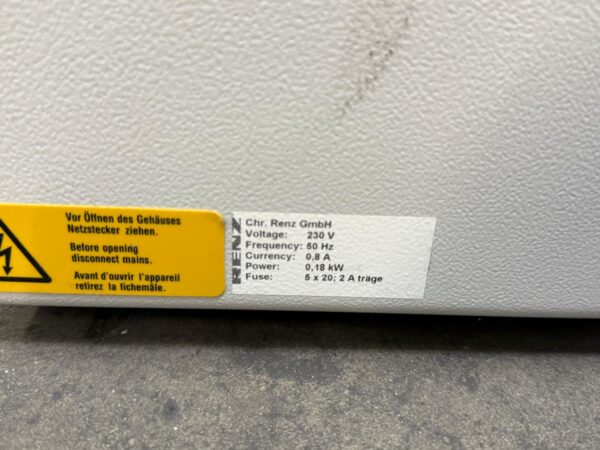 Vor Öffnen des Gehäuses
Netzstecker ziehen.
Before opening
disconnect mains.
Avant d'ouvrir l'appareil
retirez la fichemâle.
RENZ
Chr. Renz GmbH
Voltage: 230 V
Frequency: 50 Hz
Currency: 0,8 A
Power: 0,18 kW
Fuse: 5 x 20; 2 A träge